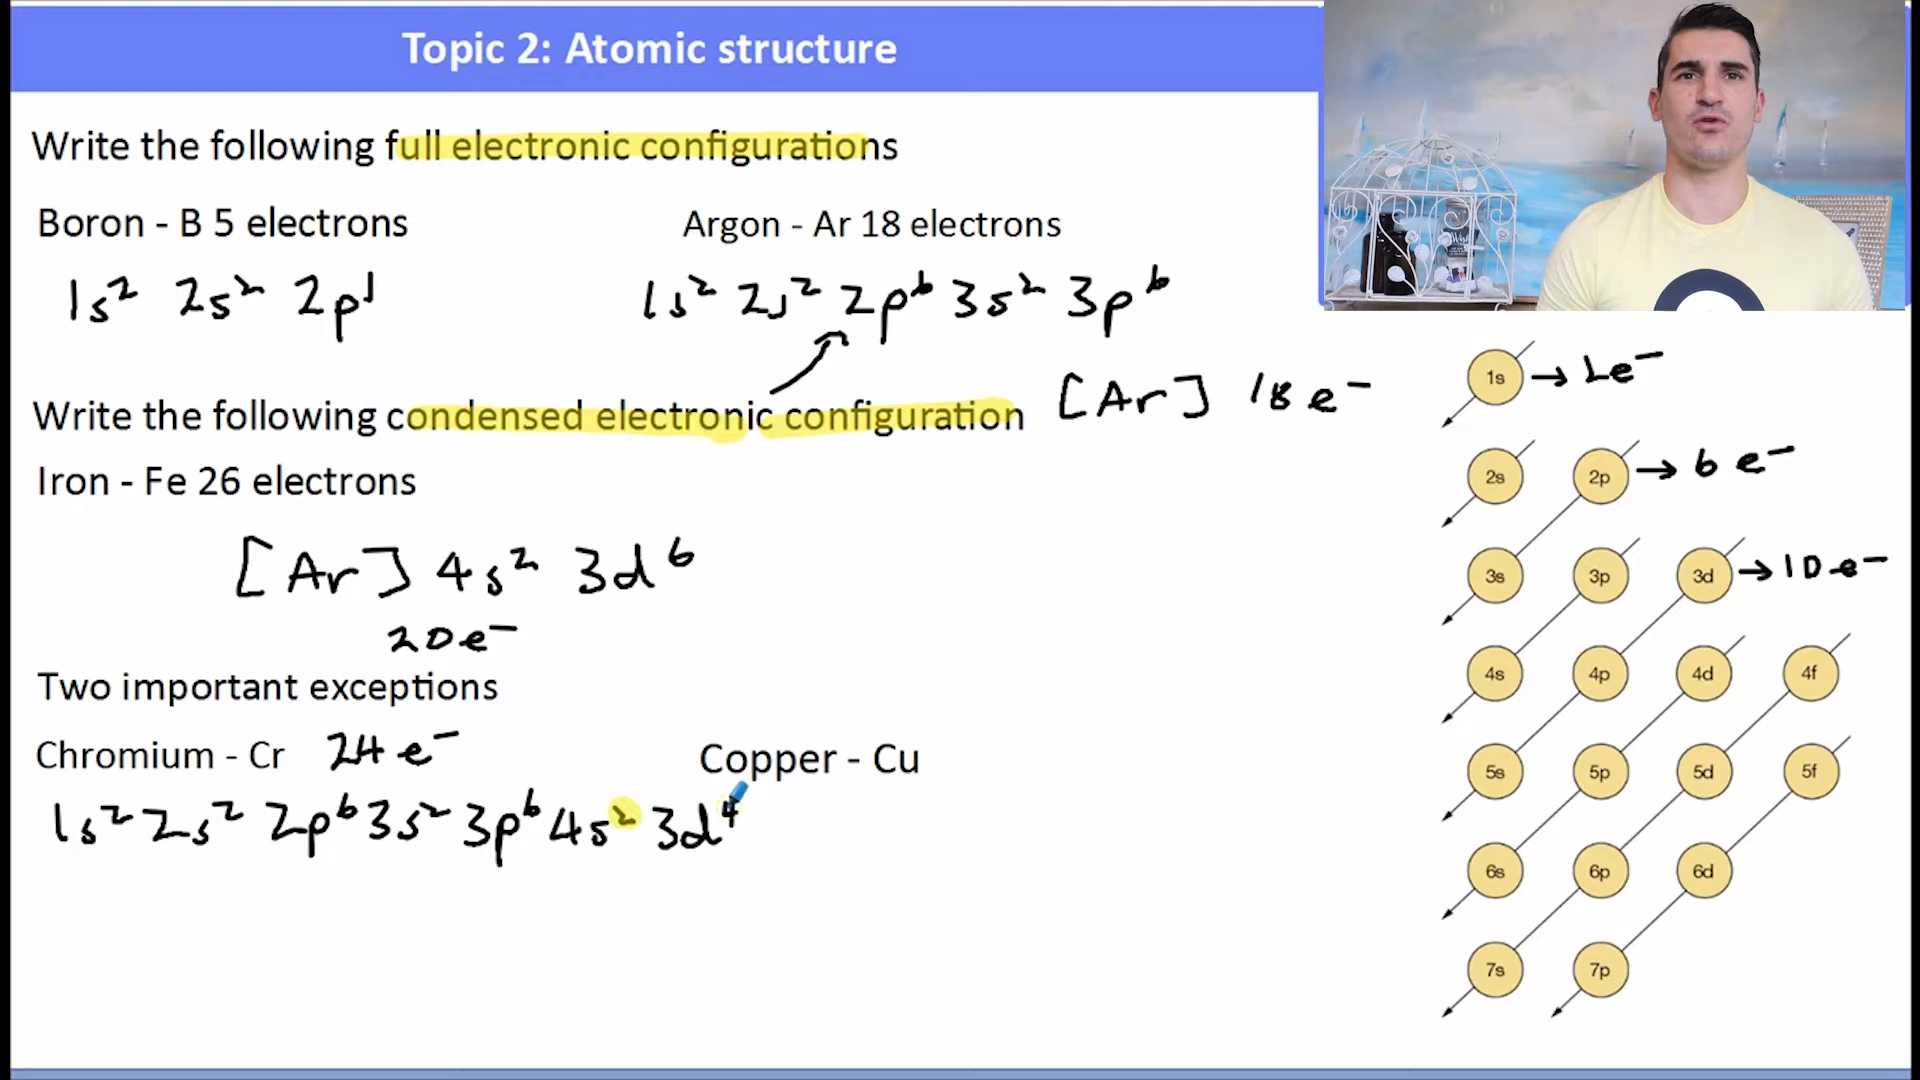 Topic 2: Atomic structure
Write the following full electronic configurations
Boron - B 5 electrons
1s² 2s² 2p¹
Argon - Ar 18 electrons
1s² 2s² 2p⁶ 3s² 3p⁶
Write the following condensed electronic configuration [Ar] 18e⁻
Iron - Fe 26 electrons
[Ar] 4s² 3d⁶
20e⁻
Two important exceptions
Chromium - Cr 24e⁻
1s² 2s² 2p⁶ 3s² 3p⁶ 4s² 3d⁴
Copper - Cu
1s → 2e⁻
2s 2p → 6e⁻
3s 3p 3d → 10e⁻
4s 4p 4d 4f
5s 5p 5d 5f
6s 6p 6d
7s 7p